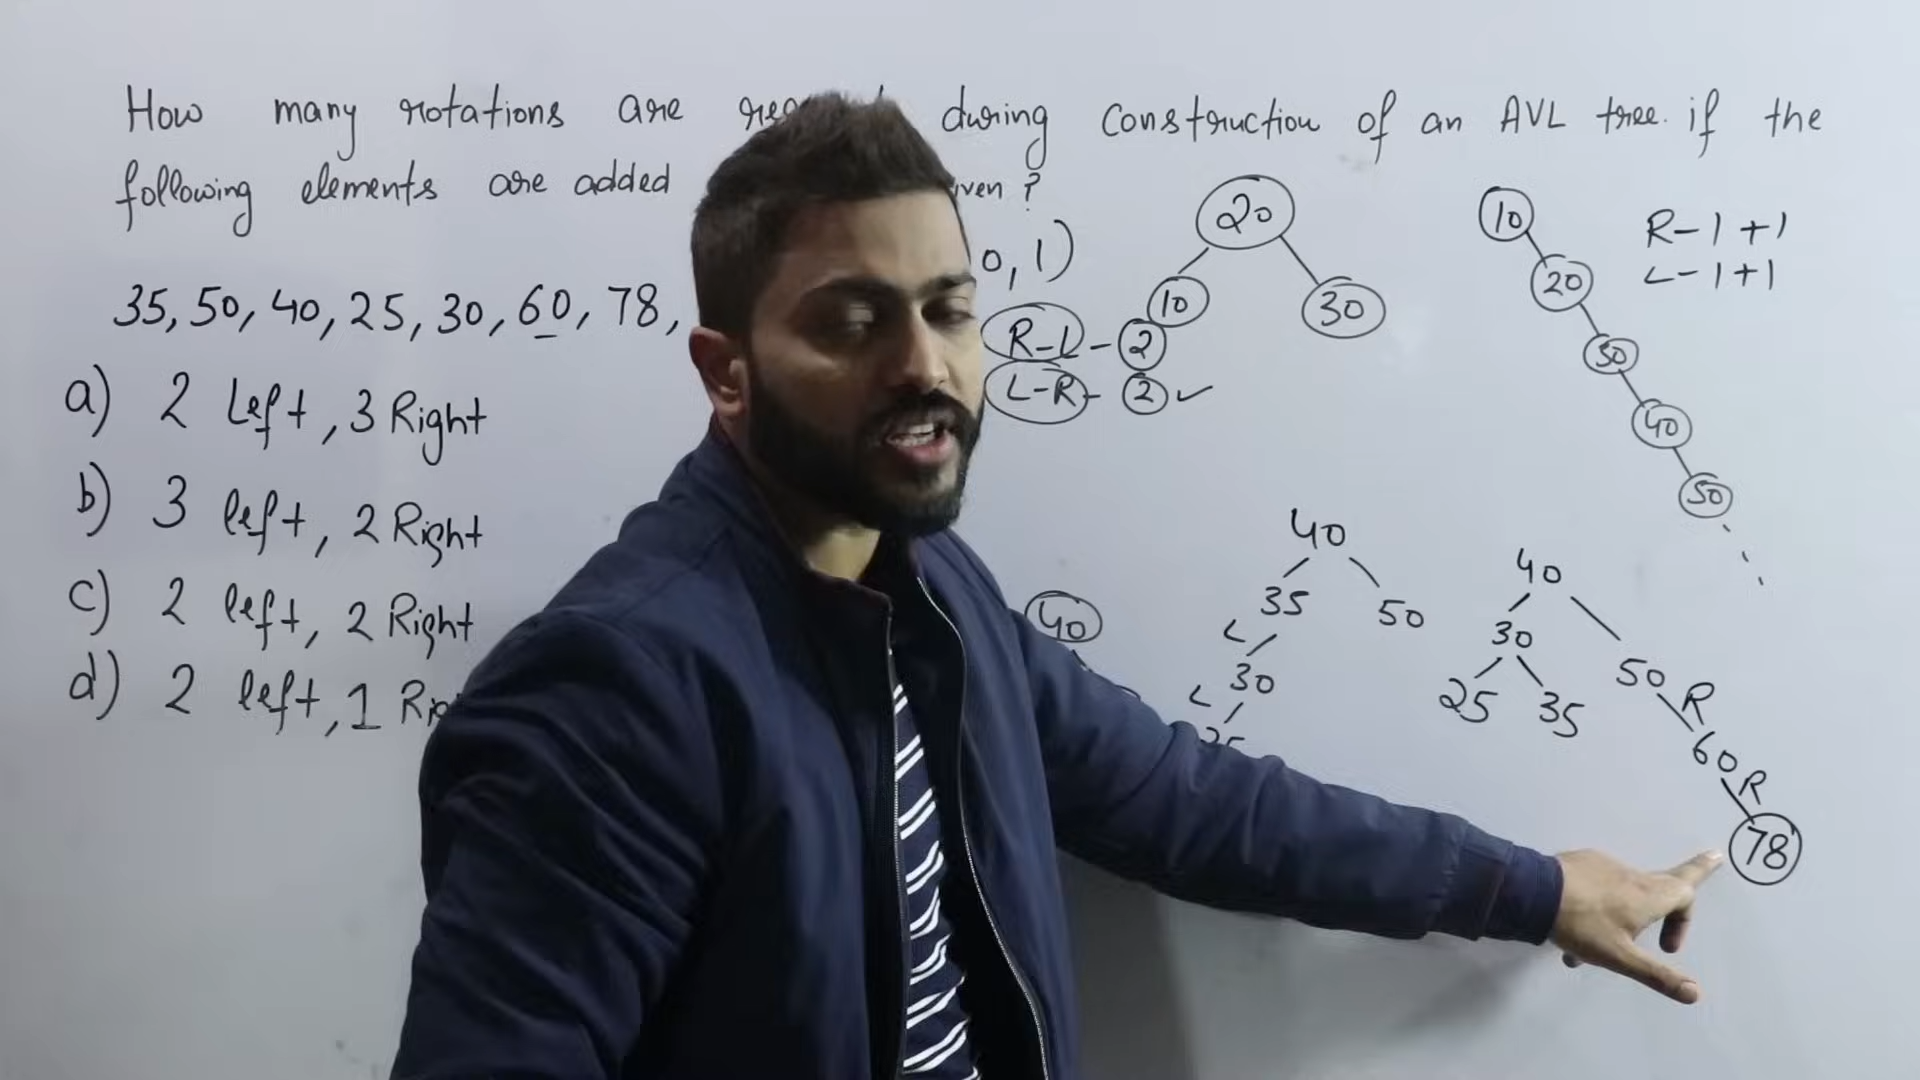 How many rotations are during construction of an AVL tree. if the
following elements are added ?
35, 50, 40, 25, 30, 60, 78,
0, 1)
R-L - 2
L-R - 2 ✓
a) 2 Left, 3 Right
b) 3 left, 2 Right
c) 2 left, 2 Right
d) 2 left, 1
20
10 30
10
20
30
40
50
R-1+1
L-1+1
40
40
35 50
L
30
L
40
30
50 R
25 35
60 R
78